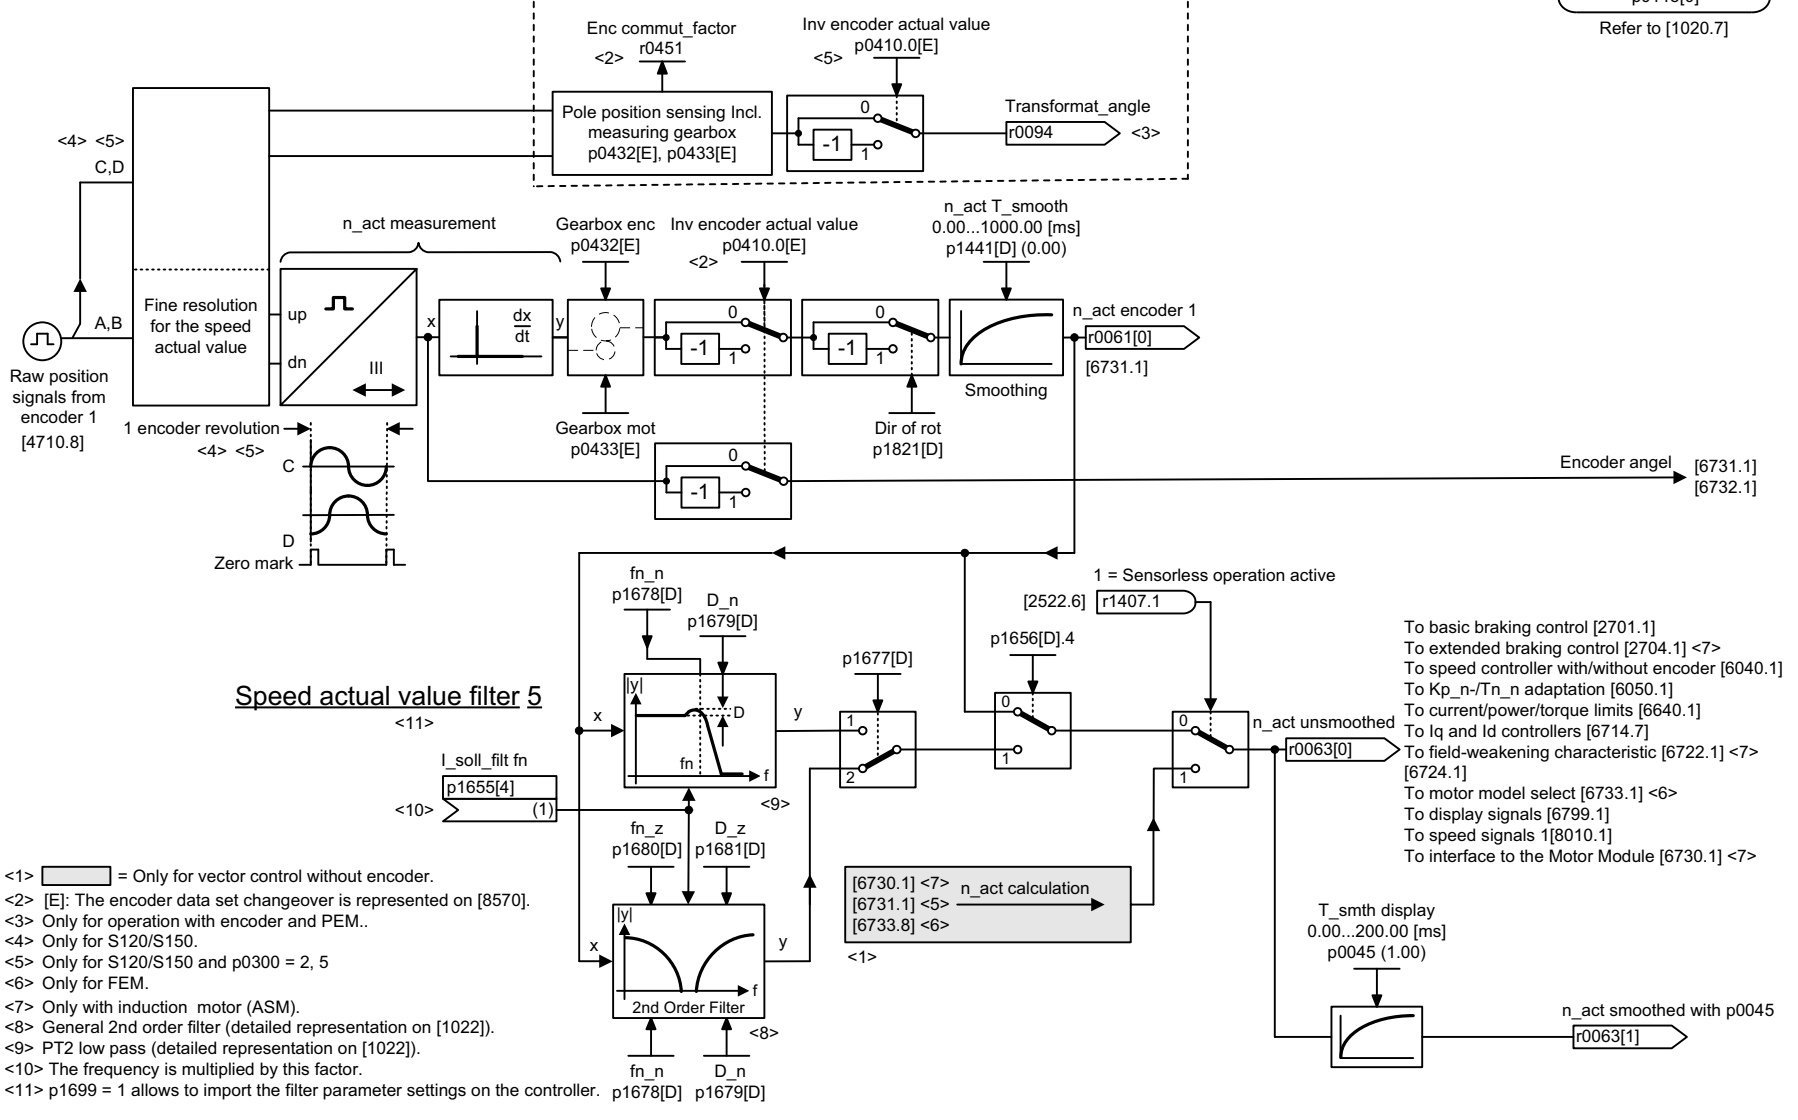 Refer to [1020.7]
Enc commut_factor
r0451
<2>
Inv encoder actual value
p0410.0[E]
<5>
<4> <5>
C,D
Pole position sensing Incl.
measuring gearbox
p0432[E], p0433[E]
0
-1
1
Transformat_angle
r0094
<3>
n_act measurement
Gearbox enc
p0432[E]
Inv encoder actual value
p0410.0[E]
<2>
n_act T_smooth
0.00...1000.00 [ms]
p1441[D] (0.00)
A,B
Fine resolution
for the speed
actual value
up
dn
III
x
dx
dt
y
0
-1
1
0
-1
1
Smoothing
n_act encoder 1
r0061[0]
[6731.1]
Raw position
signals from
encoder 1
[4710.8]
1 encoder revolution
<4> <5>
C
D
Zero mark
Gearbox mot
p0433[E]
Dir of rot
p1821[D]
0
-1
1
Encoder angel
[6731.1]
[6732.1]
fn_n
p1678[D]
D_n
p1679[D]
1 = Sensorless operation active
[2522.6]
r1407.1
p1656[D].4
p1677[D]
Speed actual value filter 5
<11>
x
|y|
D
fn
f
y
<9>
1
2
0
1
0
1
n_act unsmoothed
r0063[0]
To basic braking control [2701.1]
To extended braking control [2704.1] <7>
To speed controller with/without encoder [6040.1]
To Kp_n-/Tn_n adaptation [6050.1]
To current/power/torque limits [6640.1]
To Iq and Id controllers [6714.7]
To field-weakening characteristic [6722.1] <7>
[6724.1]
To motor model select [6733.1] <6>
To display signals [6799.1]
To speed signals 1[8010.1]
To interface to the Motor Module [6730.1] <7>
I_soll_filt fn
p1655[4]
<10>
(1)
fn_z
p1680[D]
D_z
p1681[D]
x
|y|
f
2nd Order Filter
y
<8>
fn_n
p1678[D]
D_n
p1679[D]
[6730.1] <7>
[6731.1] <5>
[6733.8] <6>
n_act calculation
<1>
T_smth display
0.00...200.00 [ms]
p0045 (1.00)
n_act smoothed with p0045
r0063[1]
<1> = Only for vector control without encoder.
<2> [E]: The encoder data set changeover is represented on [8570].
<3> Only for operation with encoder and PEM..
<4> Only for S120/S150.
<5> Only for S120/S150 and p0300 = 2, 5
<6> Only for FEM.
<7> Only with induction motor (ASM).
<8> General 2nd order filter (detailed representation on [1022]).
<9> PT2 low pass (detailed representation on [1022]).
<10> The frequency is multiplied by this factor.
<11> p1699 = 1 allows to import the filter parameter settings on the controller.